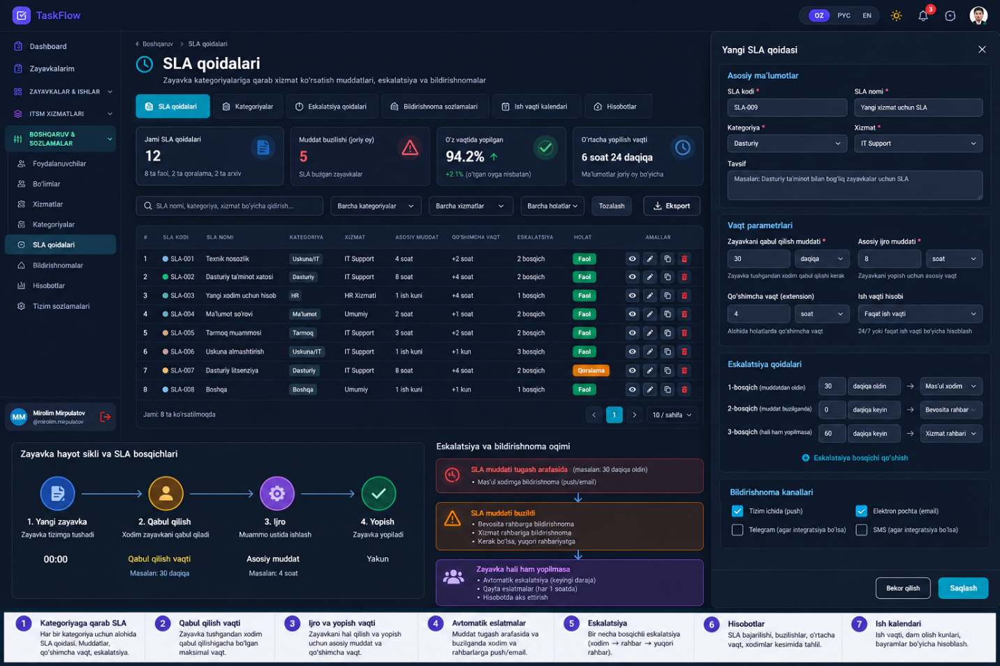 TaskFlow
OZ РУС EN
3
Dashboard
Zayavkalarim
ZAYAVKALAR & ISHLAR
ITSM XIZMATLARI
BOSHQARUV &
SOZLAMALAR
Foydalanuvchilar
Bo'limlar
Xizmatlar
Kategoriyalar
SLA qoidalari
Bildirishnomalar
Hisobotlar
Tizim sozlamalari
MM
Mirolim Mirpulatov
@mirolim.mirpulatov
← Boshqaruv > SLA qoidalari
SLA qoidalari
Zayavka kategoriyalariga qarab xizmat ko'rsatish muddatlari, eskalatsiya va bildirishnomalar
SLA qoidalari
Kategoriyalar
Eskalatsiya qoidalari
Bildirishnoma sozlamalari
Ish vaqti kalendari
Hisobotlar
Jami SLA qoidalari
12
8 ta faol, 2 ta qoralama, 2 ta arxiv
Muddat buzilishi (joriy oy)
5
SLA buzilgan zayavkalar
O'z vaqtida yopilgan
94.2% ↑
+2.1% (o'tgan oyga nisbatan)
O'rtacha yopilish vaqti
6 soat 24 daqiqa
Ma'lumotlar joriy oy bo'yicha
SLA nomi, kategoriya, xizmat bo'yicha qidirish...
Barcha kategoriyalar
Barcha xizmatlar
Barcha holatlar
Tozalash
Eksport
# SLA KODI SLA NOMI KATEGORIYA XIZMAT ASOSIY MUDDAT QO'SHIMCHA VAQT ESKALATSIYA HOLAT AMALLAR
1 SLA-001 Texnik nosozlik Uskuna/IT IT Support 4 soat +2 soat 2 bosqich Faol
2 SLA-002 Dasturiy ta'minot xatosi Dasturiy IT Support 8 soat +4 soat 2 bosqich Faol
3 SLA-003 Yangi xodim uchun hisob HR HR Xizmati 1 ish kuni +4 soat 1 bosqich Faol
4 SLA-004 Ma'lumot so'rovi Ma'lumot Umumiy 2 soat +1 soat 2 bosqich Faol
5 SLA-005 Tarmoq muammosi Tarmoq IT Support 3 soat +2 soat 2 bosqich Faol
6 SLA-006 Uskuna almashtirish Uskuna/IT IT Support 1 ish kuni +1 kun 3 bosqich Faol
7 SLA-007 Dasturiy litsenziya Dasturiy IT Support 8 soat +4 soat 2 bosqich Qoralama
8 SLA-008 Boshqa Boshqa Umumiy 1 ish kuni +1 kun 1 bosqich Faol
Jami: 8 ta ko'rsatilmoqda
1
10 / sahifa
Zayavka hayot sikli va SLA bosqichlari
1. Yangi zayavka
Zayavka tizimga tushadi
00:00
2. Qabul qilish
Xodim zayavkani qabul qiladi
Qabul qilish vaqti
Masalan: 30 daqiqa
3. Ijro
Muammo ustida ishlash
Asosiy muddat
Masalan: 4 soat
4. Yopish
Zayavka yopiladi
Yakun
Eskalatsiya va bildirishnoma oqimi
SLA muddati tugash arafasida (masalan: 30 daqiqa oldin)
• Mas'ul xodimga bildirishnoma (push/email)
SLA muddati buzildi
• Bevosita rahbarga bildirishnoma
• Xizmat rahbariga bildirishnoma
• Kerak bo'lsa, yuqori rahbariyatga
Zayavka hali ham yopilmasa
• Avtomatik eskalatsiya (keyingi daraja)
• Qayta eslatmalar (har 1 soatda)
• Hisobotda aks ettirish
Yangi SLA qoidasi
Asosiy ma'lumotlar
SLA kodi * SLA nomi *
SLA-009 Yangi xizmat uchun SLA
Kategoriya * Xizmat *
Dasturiy IT Support
Tavsif
Masalan: Dasturiy ta'minot bilan bog'liq zayavkalar uchun SLA
Vaqt parametrlari
Zayavkani qabul qilish muddati * Asosiy ijro muddati *
30 daqiqa 8 soat
Zayavka tushgandan xodim qabul qilishi kerak Zayavkani yopish uchun asosiy vaqt
Qo'shimcha vaqt (extension) Ish vaqti hisobi
4 soat Faqat ish vaqti
Alohida holatlarda qo'shimcha vaqt 24/7 yoki faqat ish vaqti bo'yicha hisoblash
Eskalatsiya qoidalari
1-bosqich (muddatdan oldin) 30 daqiqa oldin → Mas'ul xodim
2-bosqich (muddat buzilganda) 0 daqiqa keyin → Bevosita rahbar
3-bosqich (hali ham yopilmasa) 60 daqiqa keyin → Xizmat rahbari
Eskalatsiya bosqichi qo'shish
Bildirishnoma kanallari
Tizim ichida (push) Elektron pochta (email)
Telegram (agar integratsiya bo'lsa) SMS (agar integratsiya bo'lsa)
Bekor qilish Saqlash
1 Kategoriyaga qarab SLA
Har bir kategoriya uchun alohida
SLA qoidasi. Muddatlar,
qo'shimcha vaqt, eskalatsiya.
2 Qabul qilish vaqti
Zayavka tushgandan xodim
qabul qilishigacha bo'lgan
maksimal vaqt.
3 Ijro va yopish vaqti
Zayavkani hal qilish va yopish
uchun asosiy muddat va
qo'shimcha vaqt.
4 Avtomatik eslatmalar
Muddat tugash arafasida va
buzilganda xodim va
rahbarlarga push/email.
5 Eskalatsiya
Bir necha bosqichli eskalatsiya
(xodim → rahbar → yuqori
rahbar).
6 Hisobotlar
SLA bajarilishi, buzilishlar, o'rtacha
vaqt, xodimlar kesimida tahlil.
7 Ish kalendari
Ish vaqti, dam olish kunlari,
bayramlar bo'yicha hisoblash.